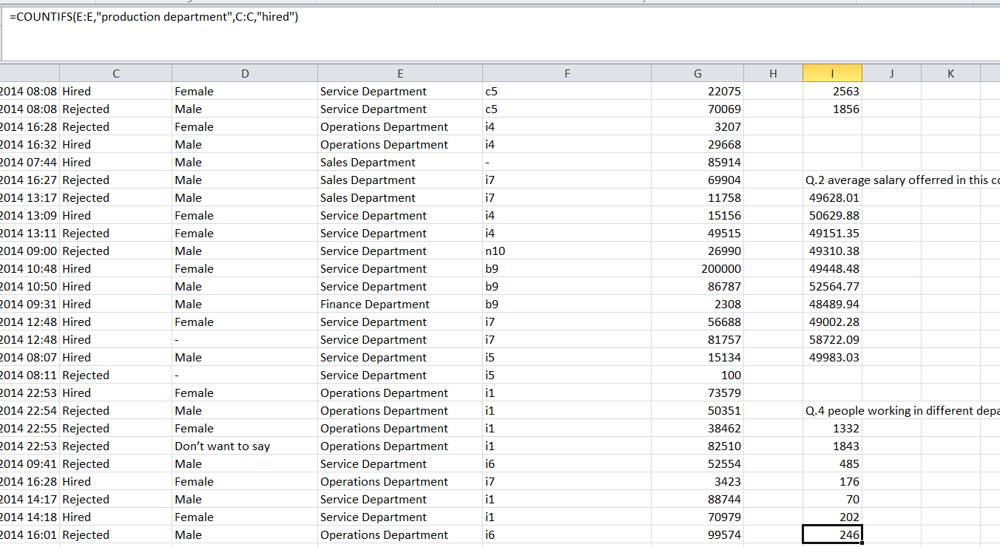 =COUNTIFS(E:E,"production department",C:C,"hired")
C D E F G H I J K
2014 08:08 Hired Female Service Department c5 22075 2563
2014 08:08 Rejected Male Service Department c5 70069 1856
2014 16:28 Rejected Female Operations Department i4 3207
2014 16:32 Hired Male Operations Department i4 29668
2014 07:44 Hired Male Sales Department - 85914
2014 16:27 Rejected Male Sales Department i7 69904 Q.2 average salary offerred in this co
2014 13:17 Rejected Male Sales Department i7 11758 49628.01
2014 13:09 Hired Female Service Department i4 15156 50629.88
2014 13:11 Rejected Female Service Department i4 49515 49151.35
2014 09:00 Rejected Male Service Department n10 26990 49310.38
2014 10:48 Hired Female Service Department b9 200000 49448.48
2014 10:50 Hired Male Service Department b9 86787 52564.77
2014 09:31 Hired Male Finance Department b9 2308 48489.94
2014 12:48 Hired Female Service Department i7 56688 49002.28
2014 12:48 Hired - Service Department i7 81757 58722.09
2014 08:07 Hired Male Service Department i5 15134 49983.03
2014 08:11 Rejected - Service Department i5 100
2014 22:53 Hired Female Operations Department i1 73579
2014 22:54 Rejected Male Operations Department i1 50351 Q.4 people working in different depa
2014 22:55 Rejected Female Operations Department i1 38462 1332
2014 22:53 Rejected Don’t want to say Operations Department i1 82510 1843
2014 09:41 Rejected Male Service Department i6 52554 485
2014 16:28 Hired Female Operations Department i7 3423 176
2014 14:17 Rejected Male Service Department i1 88744 70
2014 14:18 Hired Female Service Department i1 70979 202
2014 16:01 Rejected Male Operations Department i6 99574 246